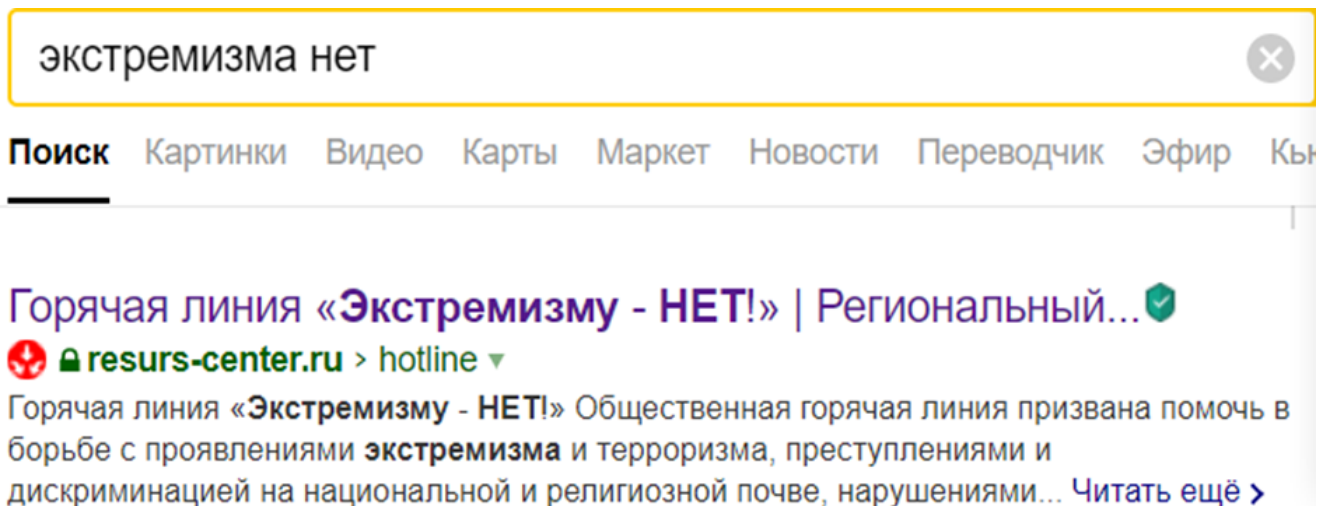 экстремизма нет
Поиск Картинки Видео Карты Маркет Новости Переводчик Эфир
Горячая линия «Экстремизму - НЕТ!» | Региональный...
resurs-center.ru › hotline
Горячая линия «Экстремизму - НЕТ!» Общественная горячая линия призвана помочь в
борьбе с проявлениями экстремизма и терроризма, преступлениями и
дискриминацией на национальной и религиозной почве, нарушениями... Читать ещё ›